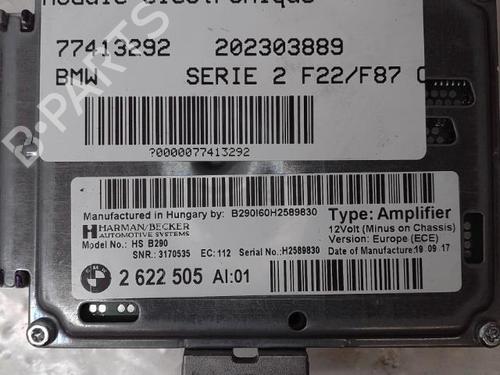 Module electronique
77413292 202303889
BMW SERIE 2 F22/F87 C
?0000077413292
B-PARTS
Manufactured in Hungary by: B290I60H2589830
HARMAN/BECKER
AUTOMOTIVE SYSTEMS
Model No.: HS B290
SNR.: 3170535 EC: 112 Serial No.: H2589830
Type: Amplifier
12Volt (Minus on Chassis)
Version: Europe (ECE)
Date of Manufacture: 19 09 17
2 622 505 AI:01